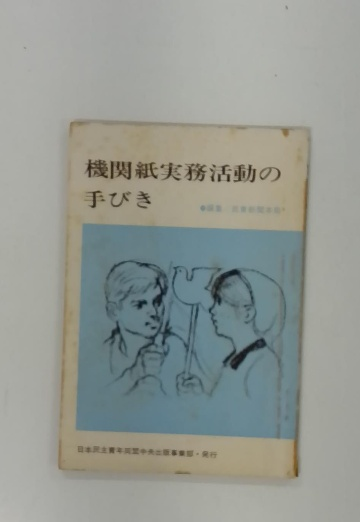 機関紙実務活動の
手びき
日本民主青年同盟中央出版事業部・発行